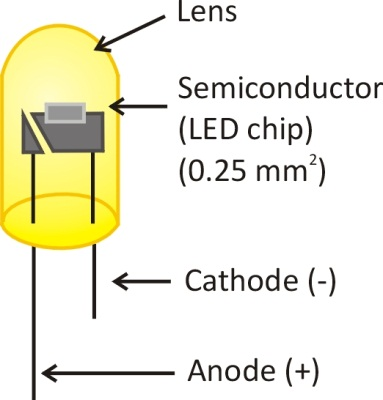 Lens
Semiconductor
(LED chip)
(0.25 mm²)
Cathode (-)
Anode (+)